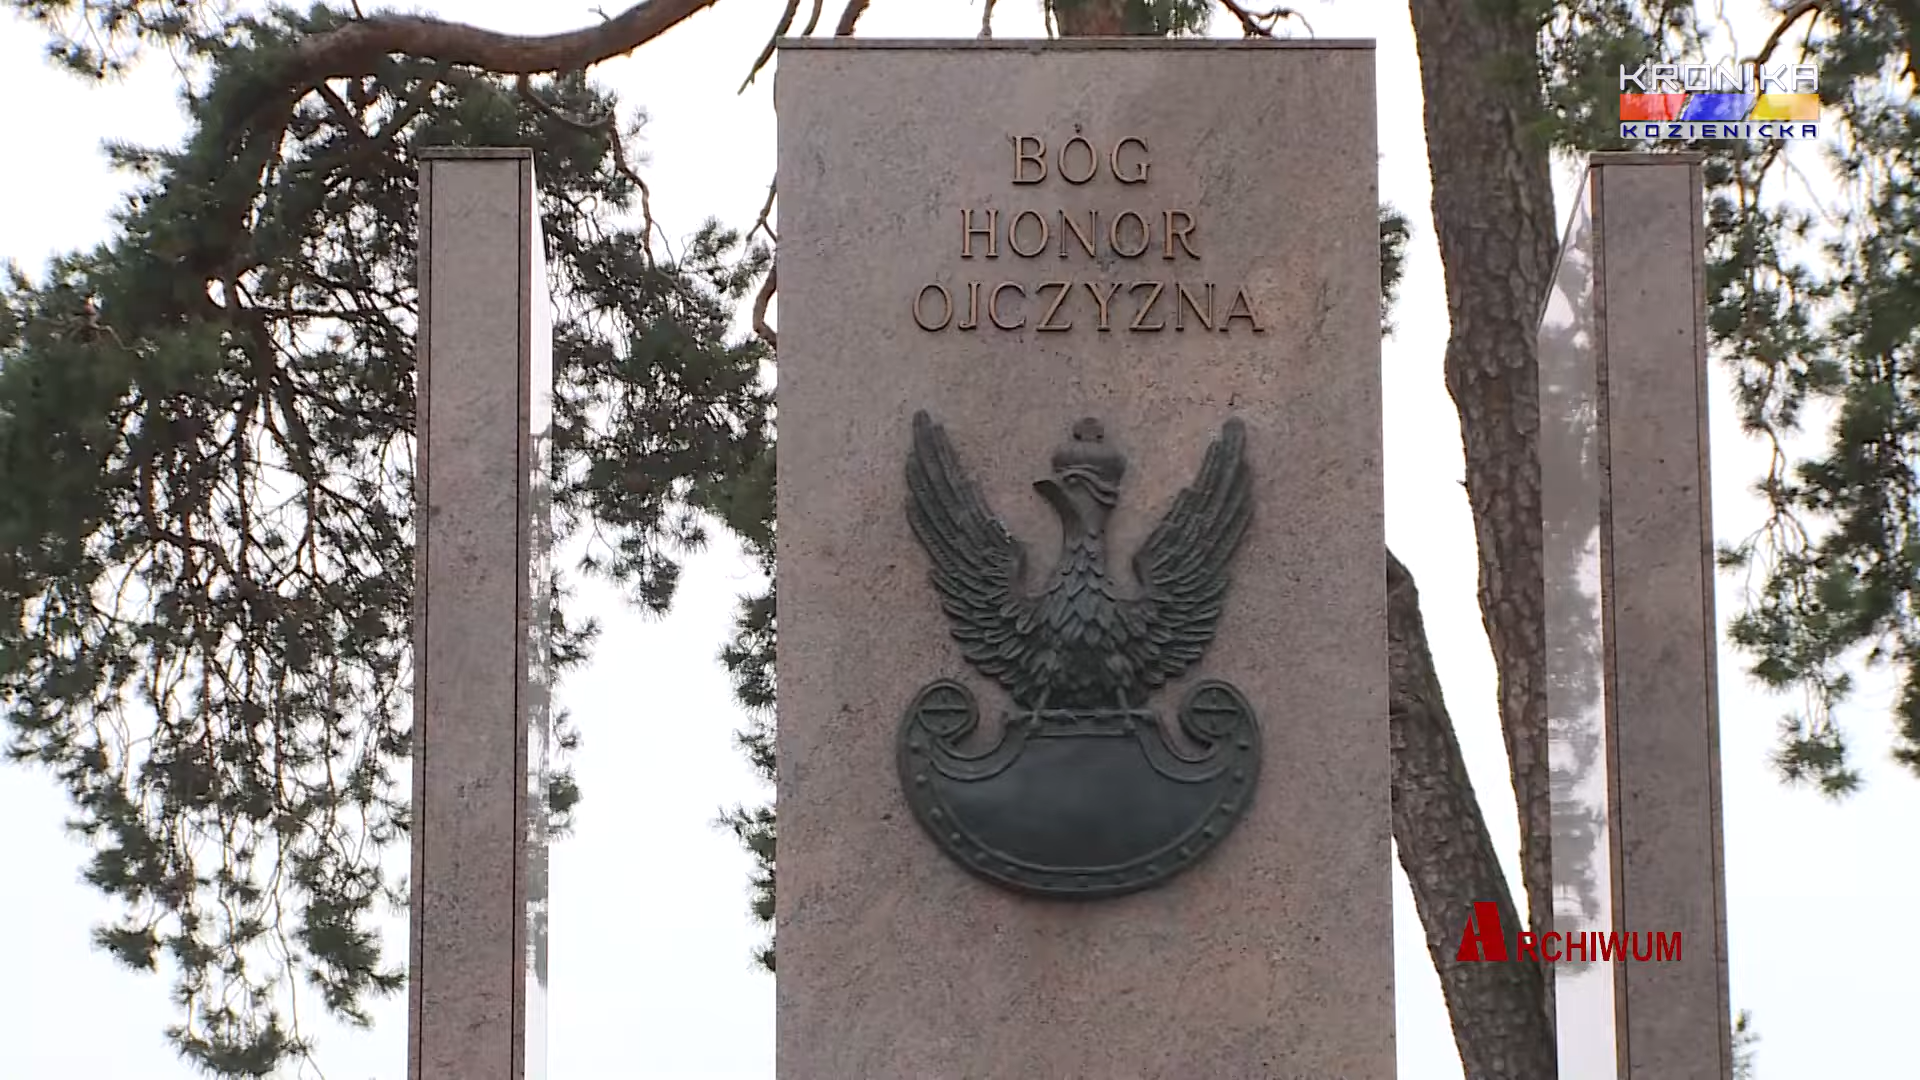 BÓG
HONOR
OJCZYZNA
KRONIKA
KOZIENICKA
ARCHIWUM